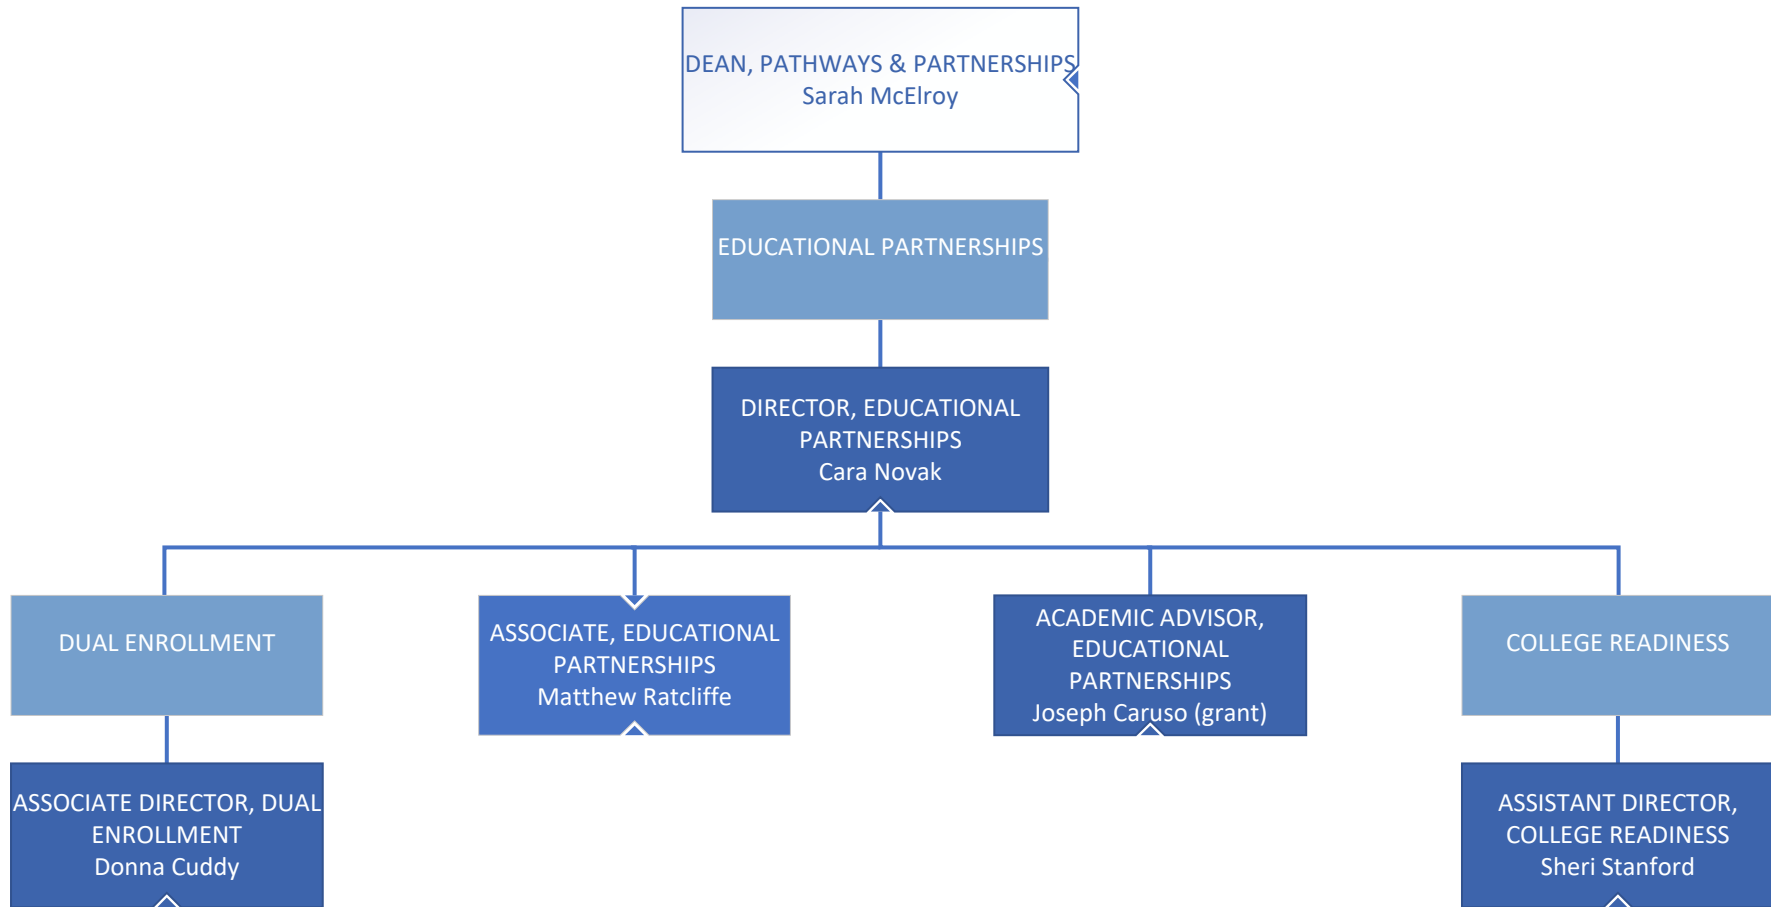 DEAN, PATHWAYS & PARTNERSHIPS
Sarah McElroy
EDUCATIONAL PARTNERSHIPS
DIRECTOR, EDUCATIONAL
PARTNERSHIPS
Cara Novak
DUAL ENROLLMENT
ASSOCIATE, EDUCATIONAL
PARTNERSHIPS
Matthew Ratcliffe
ACADEMIC ADVISOR,
EDUCATIONAL
PARTNERSHIPS
Joseph Caruso (grant)
COLLEGE READINESS
ASSOCIATE DIRECTOR, DUAL
ENROLLMENT
Donna Cuddy
ASSISTANT DIRECTOR,
COLLEGE READINESS
Sheri Stanford